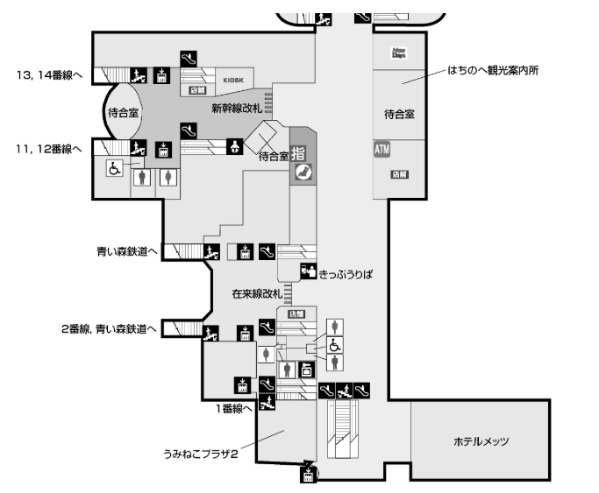 New Days
はちのへ観光案内所
13, 14番線へ
KIOSK
店舗
待合室
新幹線改札
待合室
11, 12番線へ
待合室
指
ATM
店舗
青い森鉄道へ
きっぷうりば
在来線改札
店舗
2番線, 青い森鉄道へ
1番線へ
うみねこプラザ2
ホテルメッツ